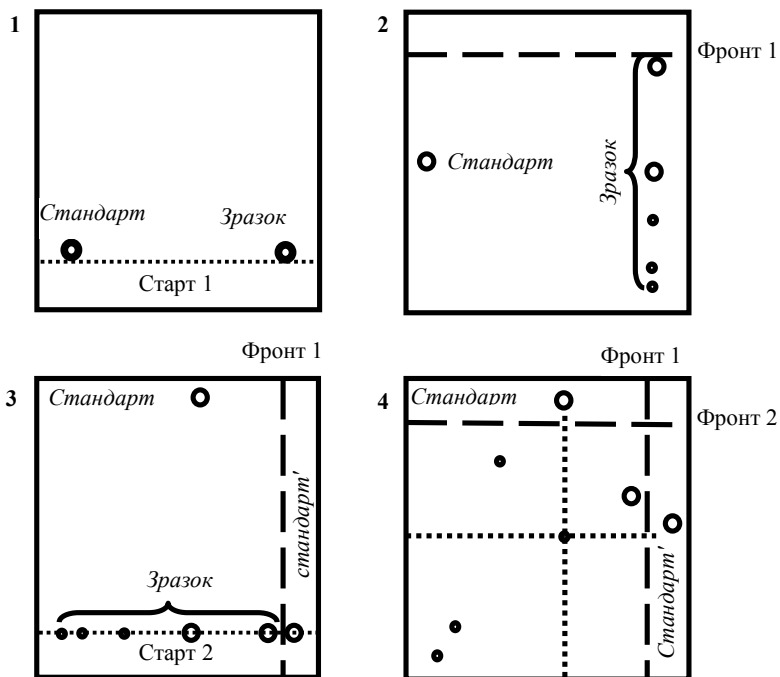 1
Стандарт
Зразок
Старт 1
2
Фронт 1
Стандарт
Зразок
Фронт 1
3
Стандарт
стандарт'
Зразок
Старт 2
Фронт 1
4
Стандарт
Фронт 2
Стандарт'